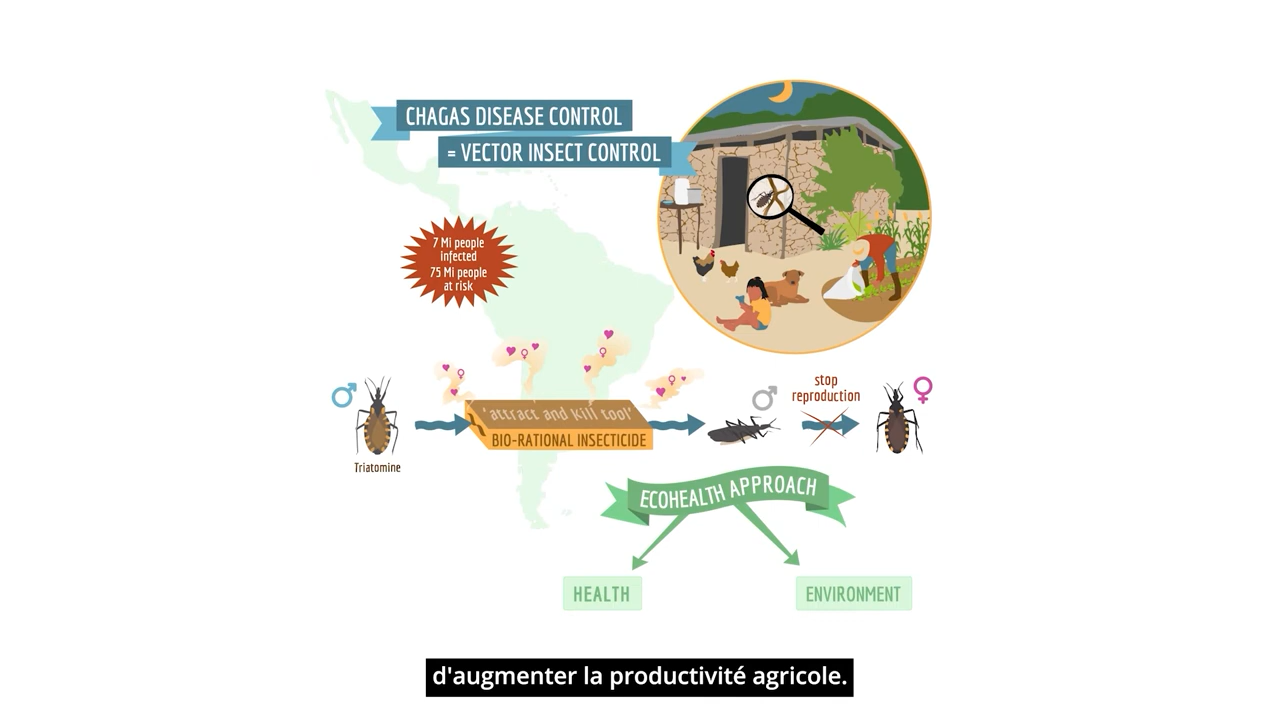 CHAGAS DISEASE CONTROL
= VECTOR INSECT CONTROL
7 Mi people
infected
75 Mi people
at risk
'attract and kill tool'
BIO-RATIONAL INSECTICIDE
stop
reproduction
Triatomine
ECOHEALTH APPROACH
HEALTH
ENVIRONMENT
d'augmenter la productivité agricole.